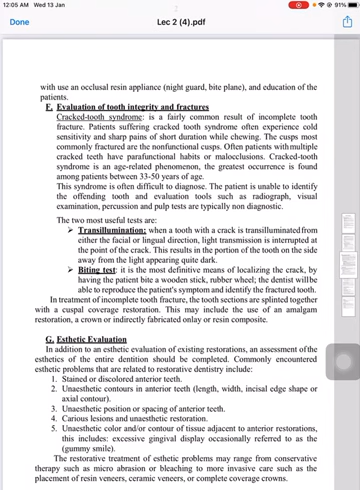 12:05 AM Wed 13 Jan
91%
Done
Lec 2 (4).pdf
with use an occlusal resin appliance (night guard, bite plane), and education of the
patients.
F. Evaluation of tooth integrity and fractures
Cracked-tooth syndrome: is a fairly common result of incomplete tooth
fracture. Patients suffering cracked tooth syndrome often experience cold
sensitivity and sharp pains of short duration while chewing. The cusps most
commonly fractured are the nonfunctional cusps. Often patients with multiple
cracked teeth have parafunctional habits or malocclusions. Cracked-tooth
syndrome is an age-related phenomenon, the greatest occurrence is found
among patients between 33-50 years of age.
This syndrome is often difficult to diagnose. The patient is unable to identify
the offending tooth and evaluation tools such as radiograph, visual
examination, percussion and pulp tests are typically non diagnostic.
The two most useful tests are:
➤ Transillumination: when a tooth with a crack is transilluminated from
either the facial or lingual direction, light transmission is interrupted at
the point of the crack. This results in the portion of the tooth on the side
away from the light appearing quite dark.
➤ Biting test: it is the most definitive means of localizing the crack, by
having the patient bite a wooden stick, rubber wheel; the dentist will be
able to reproduce the patient's symptom and identify the fractured tooth.
In treatment of incomplete tooth fracture, the tooth sections are splinted together
with a cuspal coverage restoration. This may include the use of an amalgam
restoration, a crown or indirectly fabricated onlay or resin composite.
G. Esthetic Evaluation
In addition to an esthetic evaluation of existing restorations, an assessment of the
esthetics of the entire dentition should be completed. Commonly encountered
esthetic problems that are related to restorative dentistry include:
1. Stained or discolored anterior teeth.
2. Unaesthetic contours in anterior teeth (length, width, incisal edge shape or
axial contour).
3. Unaesthetic position or spacing of anterior teeth.
4. Carious lesions and unaesthetic restoration.
5. Unaesthetic color and/or contour of tissue adjacent to anterior restorations,
this includes: excessive gingival display occasionally referred to as the
(gummy smile).
The restorative treatment of esthetic problems may range from conservative
therapy such as micro abrasion or bleaching to more invasive care such as the
placement of resin veneers, ceramic veneers, or complete coverage crowns.